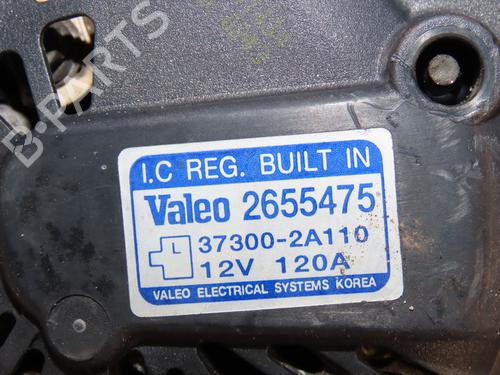 B-PARTS
I.C REG. BUILT IN
Valeo 2655475
37300-2A110
12V 120A
VALEO ELECTRICAL SYSTEMS KOREA